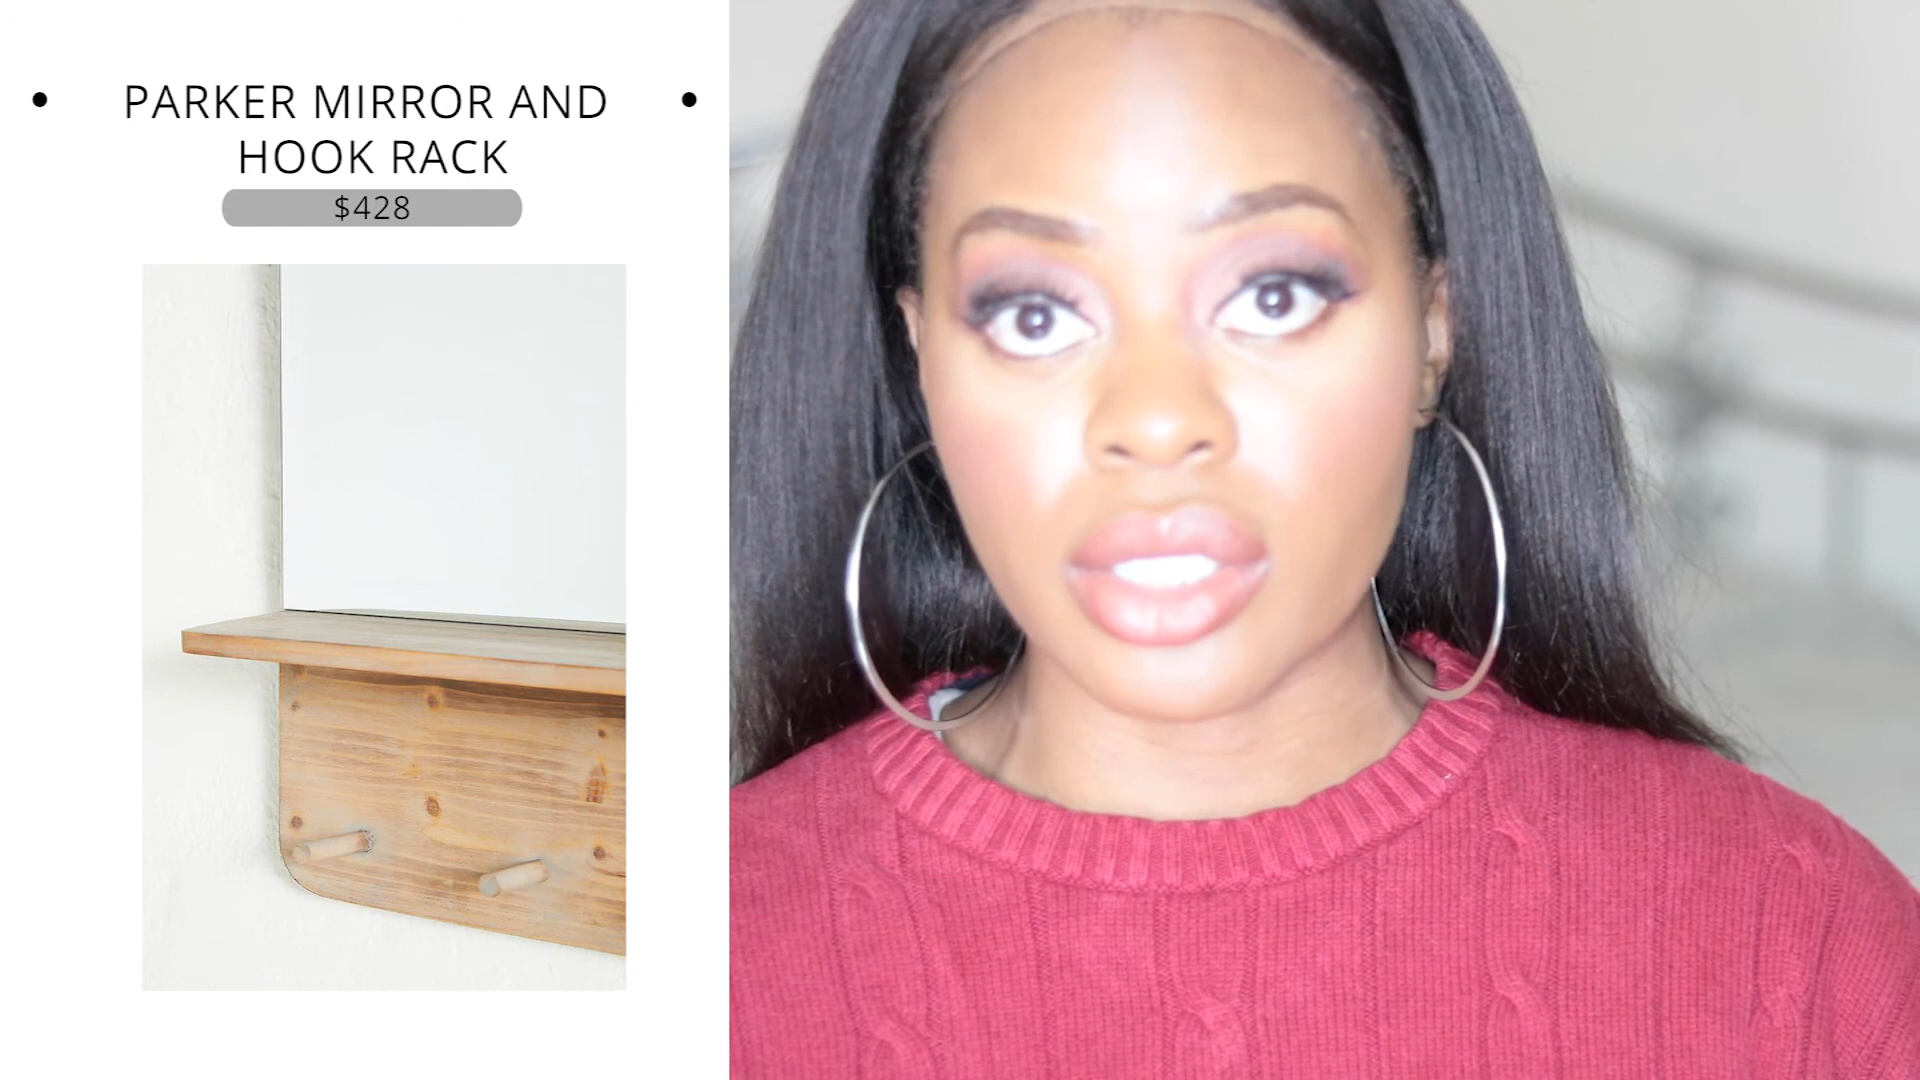 • PARKER MIRROR AND •
HOOK RACK
$428